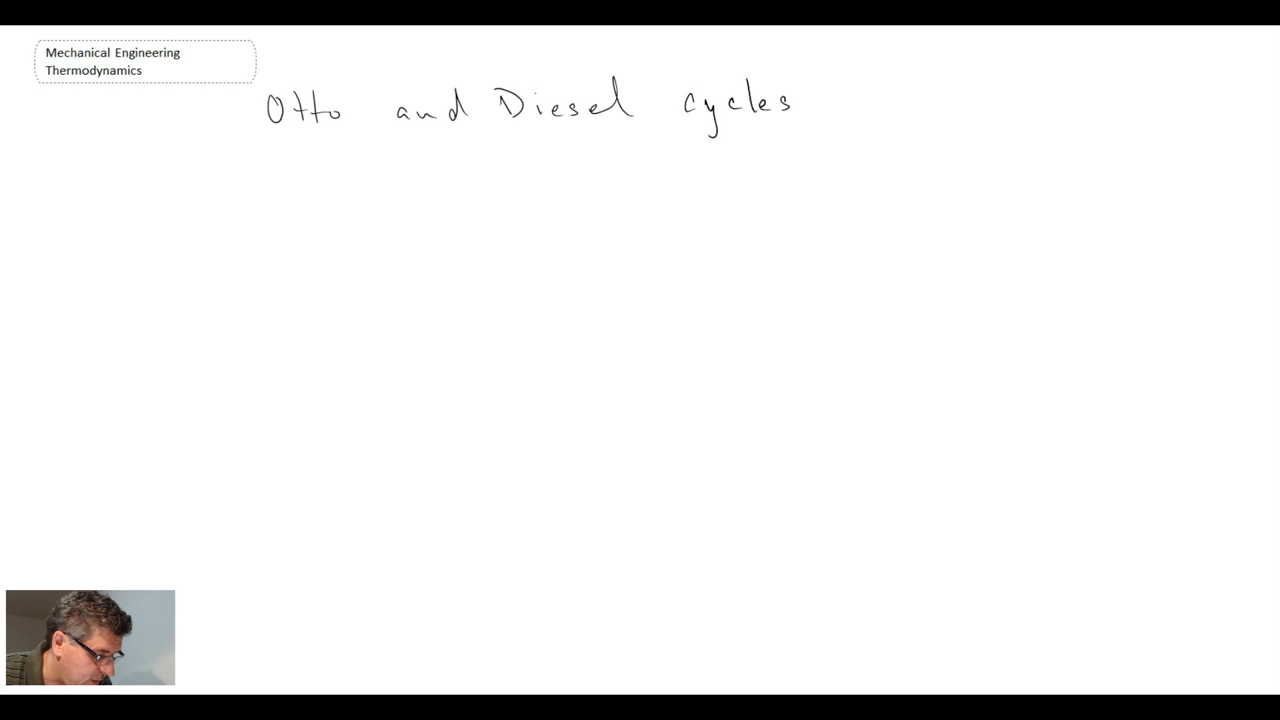 Mechanical Engineering
Thermodynamics
Otto and Diesel cycles